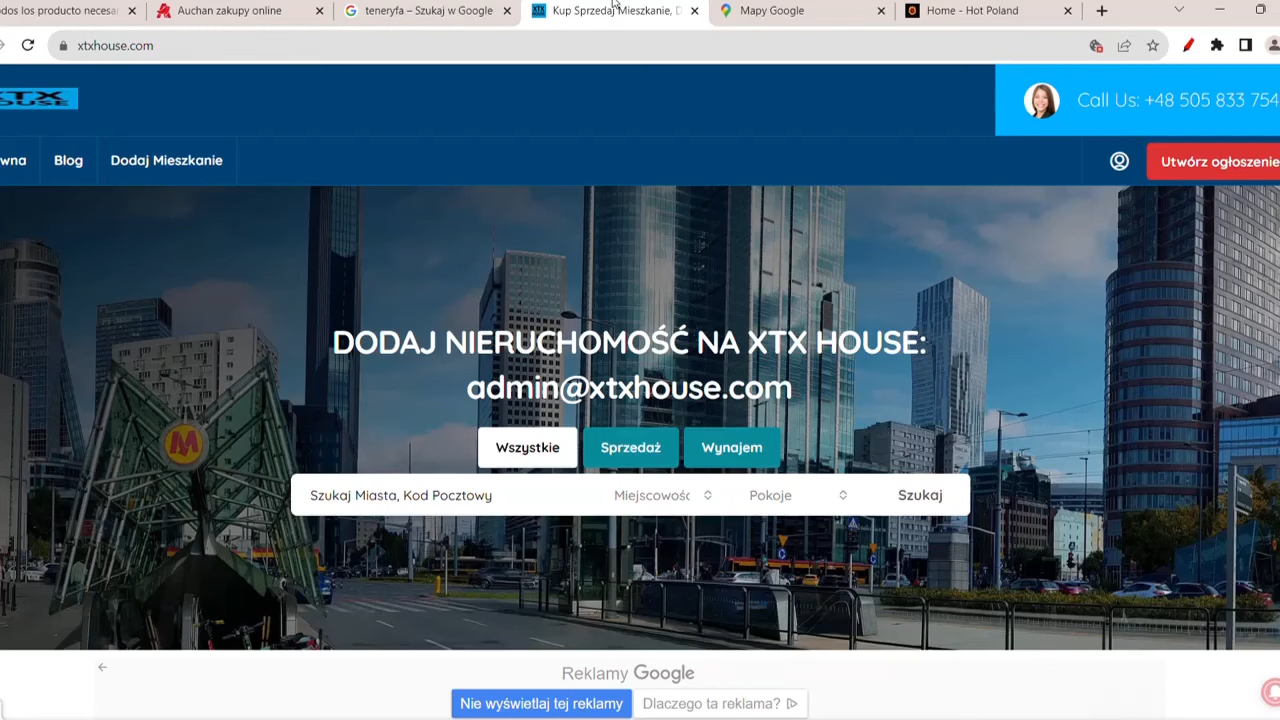 dos los producto necesa
Auchan zakupy online
teneryfa – Szukaj w Google
Kup Sprzedaj Mieszkanie, D
Mapy Google
Home - Hot Poland
xtxhouse.com
XTX
HOUSE
Call Us: +48 505 833 754
wna
Blog
Dodaj Mieszkanie
Utwórz ogłoszenie
DODAJ NIERUCHOMOŚĆ NA XTX HOUSE:
admin@xtxhouse.com
Wszystkie
Sprzedaż
Wynajem
Szukaj Miasta, Kod Pocztowy
Miejscowość
Pokoje
Szukaj
M
Reklamy Google
Nie wyświetlaj tej reklamy
Dlaczego ta reklama?